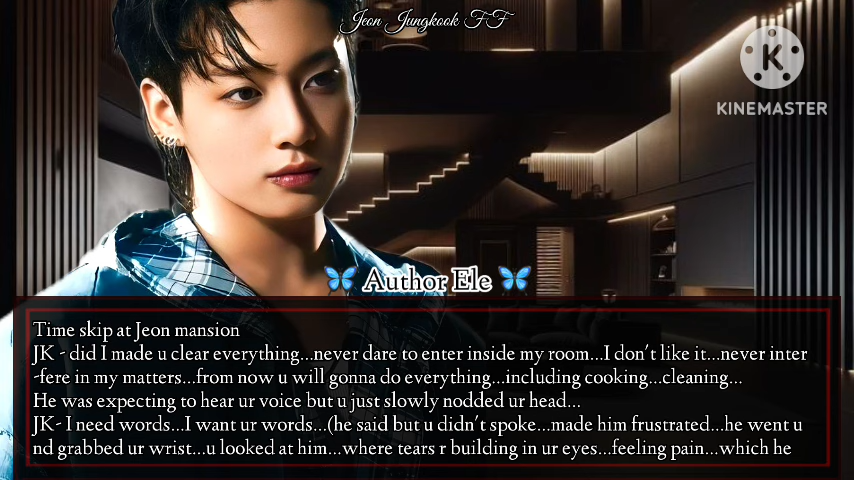 Jeon Jungkook FF
KINEMASTER
🦋 Author Ele 🦋
Time skip at Jeon mansion
JK - did I made u clear everything...never dare to enter inside my room...I don't like it...never inter
-fere in my matters...from now u will gonna do everything...including cooking...cleaning...
He was expecting to hear ur voice but u just slowly nodded ur head...
JK- I need words...I want ur words...(he said but u didn't spoke...made him frustrated...he went u
nd grabbed ur wrist...u looked at him...where tears r building in ur eyes...feeling pain...which he